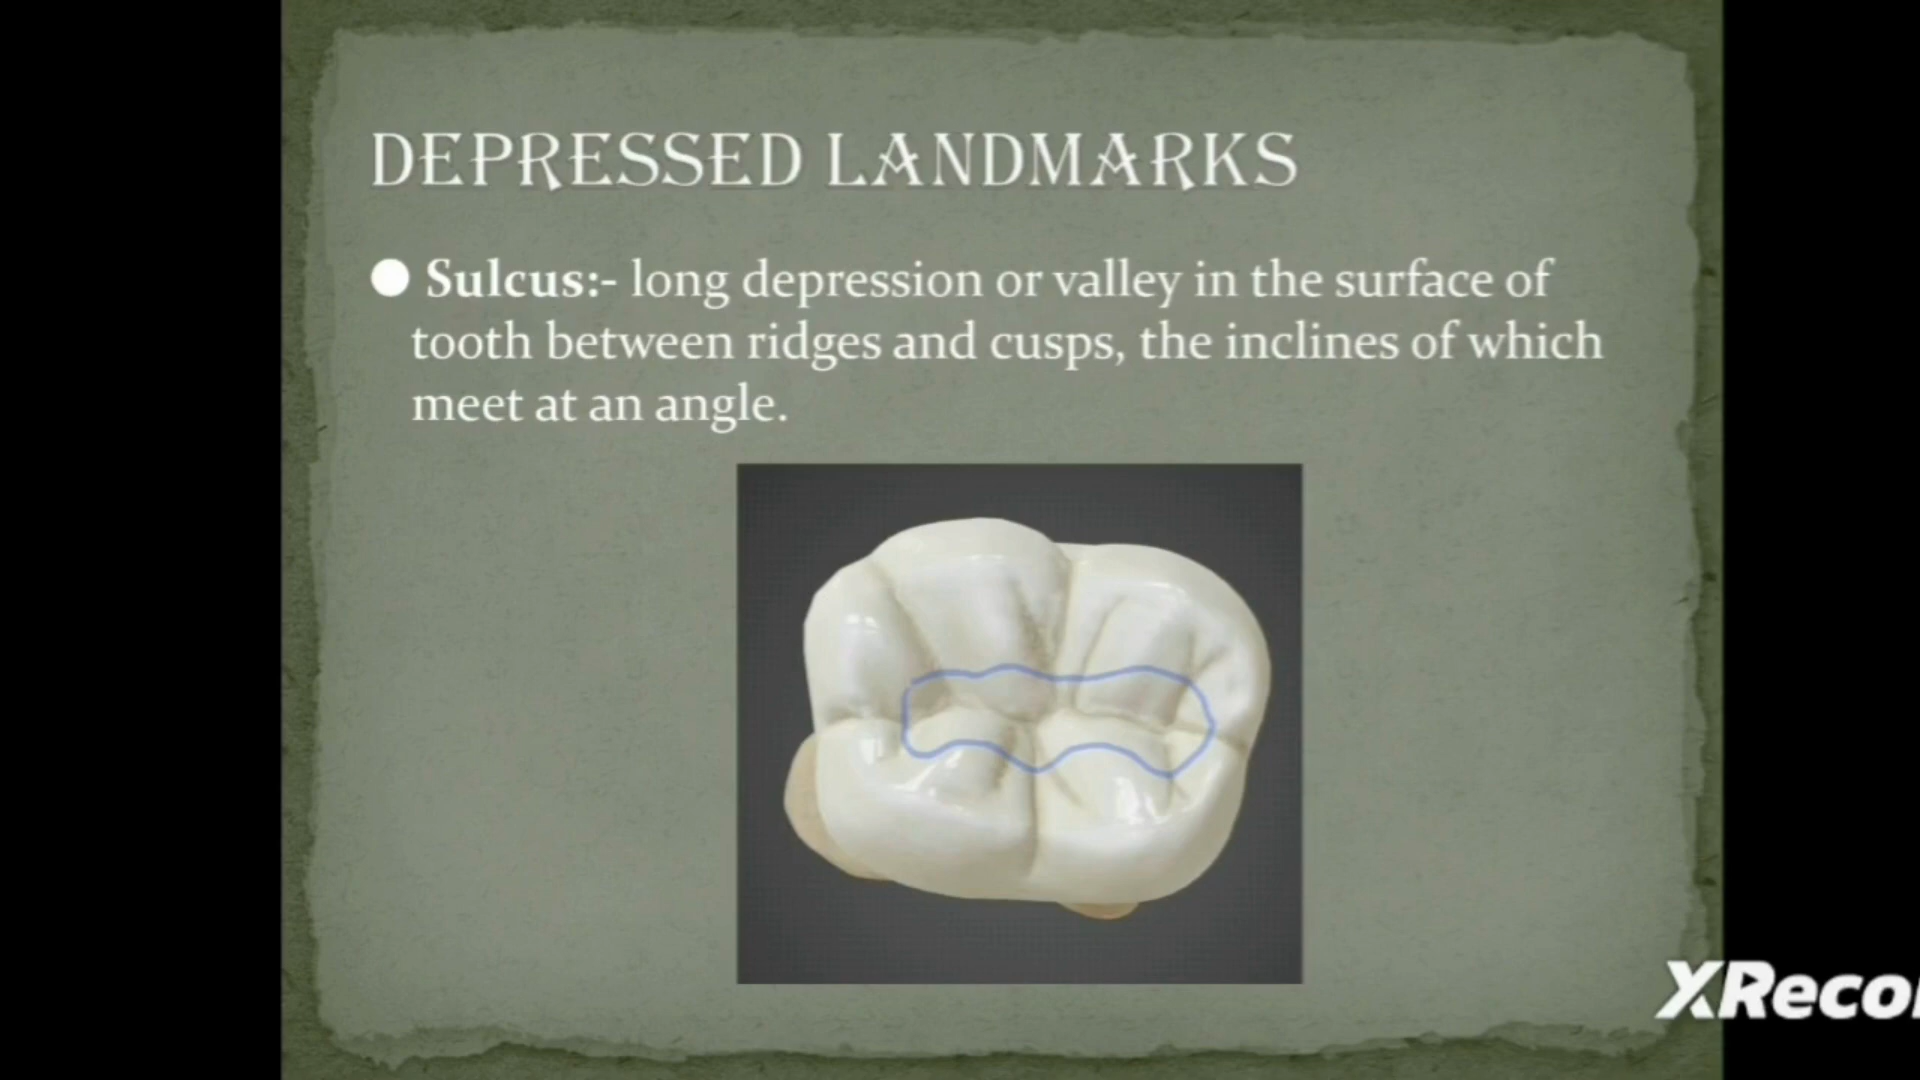 DEPRESSED LANDMARKS
● Sulcus:- long depression or valley in the surface of
tooth between ridges and cusps, the inclines of which
meet at an angle.
XRecor